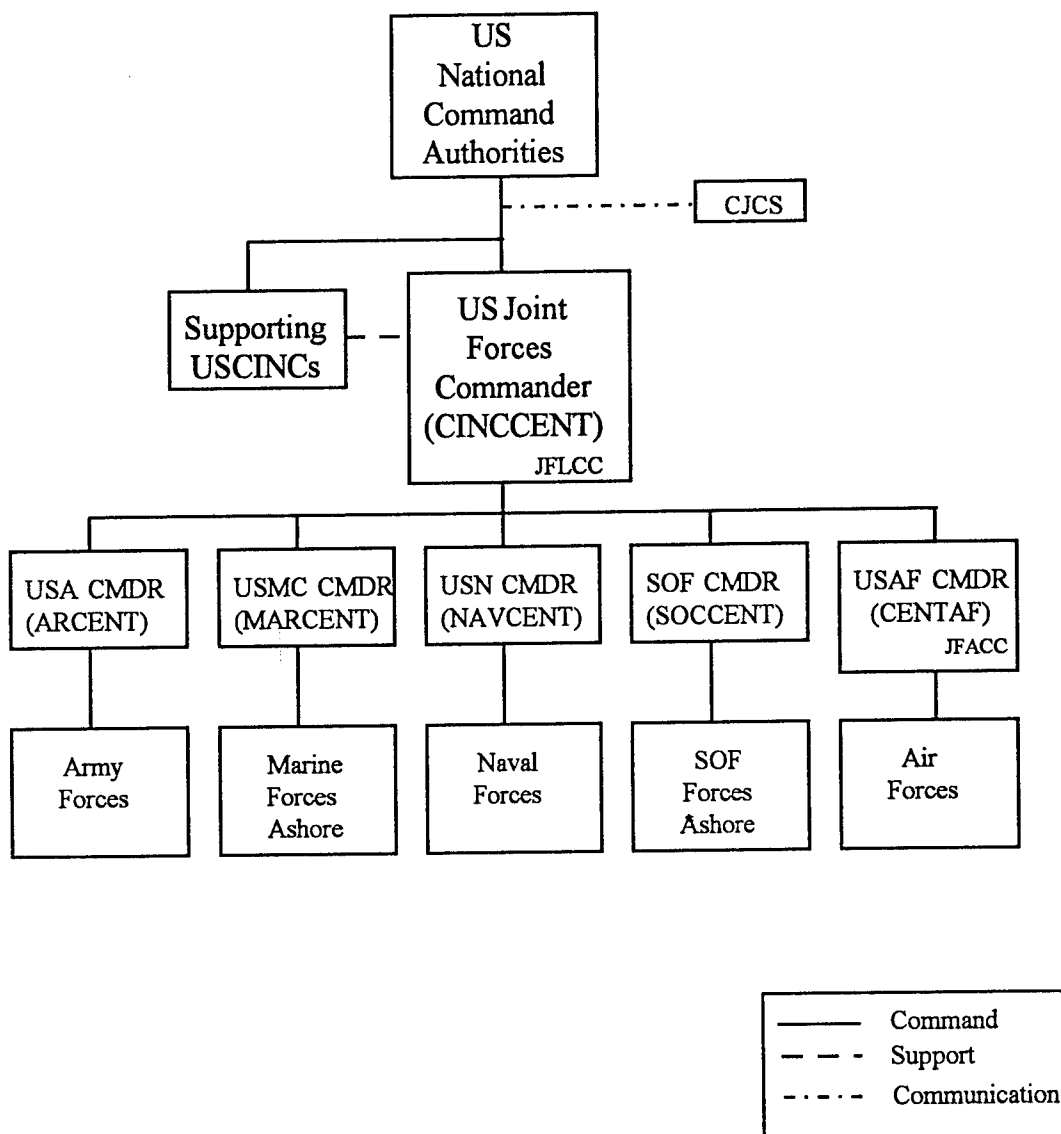 US
National
Command
Authorities
CJCS
Supporting
USCINCs
US Joint
Forces
Commander
(CINCCENT)
JFLCC
USA CMDR
(ARCENT)
USMC CMDR
(MARCENT)
USN CMDR
(NAVCENT)
SOF CMDR
(SOCCENT)
USAF CMDR
(CENTAF)
JFACC
Army
Forces
Marine
Forces
Ashore
Naval
Forces
SOF
Forces
Ashore
Air
Forces
Command
Support
Communication